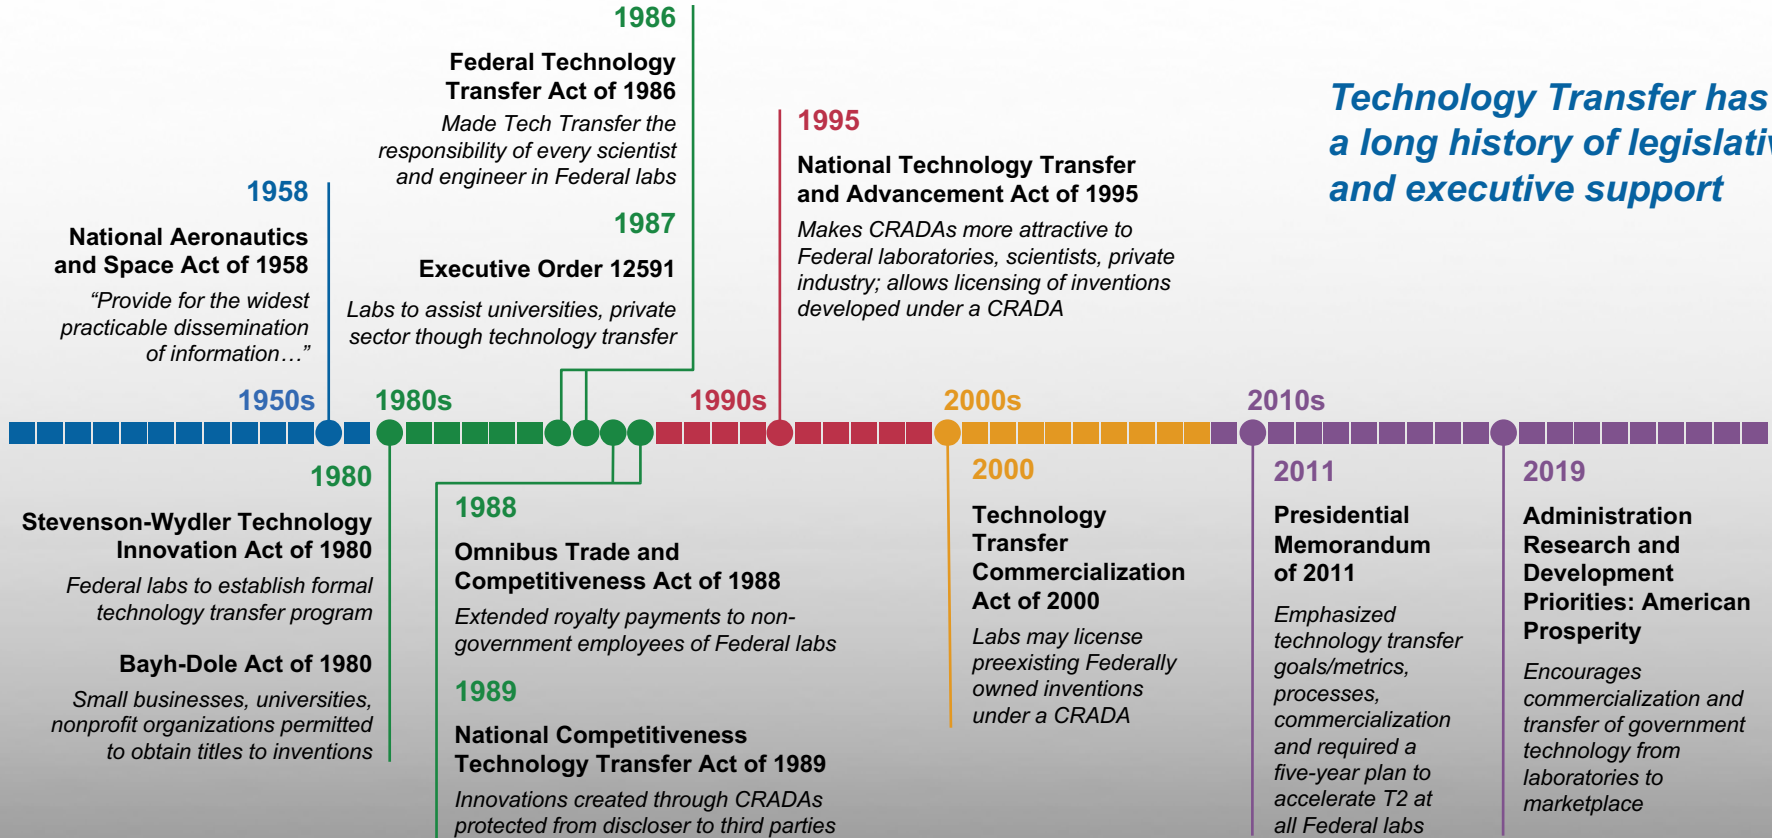 1986
Federal Technology
Transfer Act of 1986
Made Tech Transfer the
responsibility of every scientist
and engineer in Federal labs
1987
Executive Order 12591
Labs to assist universities, private
sector though technology transfer
1958
National Aeronautics
and Space Act of 1958
“Provide for the widest
practicable dissemination
of information…”
1995
National Technology Transfer
and Advancement Act of 1995
Makes CRADAs more attractive to
Federal laboratories, scientists, private
industry; allows licensing of inventions
developed under a CRADA
Technology Transfer has
a long history of legislativ
and executive support
1950s
1980s
1990s
2000s
2010s
1980
Stevenson-Wydler Technology
Innovation Act of 1980
Federal labs to establish formal
technology transfer program
Bayh-Dole Act of 1980
Small businesses, universities,
nonprofit organizations permitted
to obtain titles to inventions
1988
Omnibus Trade and
Competitiveness Act of 1988
Extended royalty payments to non-
government employees of Federal labs
1989
National Competitiveness
Technology Transfer Act of 1989
Innovations created through CRADAs
protected from discloser to third parties
2000
Technology
Transfer
Commercialization
Act of 2000
Labs may license
preexisting Federally
owned inventions
under a CRADA
2011
Presidential
Memorandum
of 2011
Emphasized
technology transfer
goals/metrics,
processes,
commercialization
and required a
five-year plan to
accelerate T2 at
all Federal labs
2019
Administration
Research and
Development
Priorities: American
Prosperity
Encourages
commercialization and
transfer of government
technology from
laboratories to
marketplace